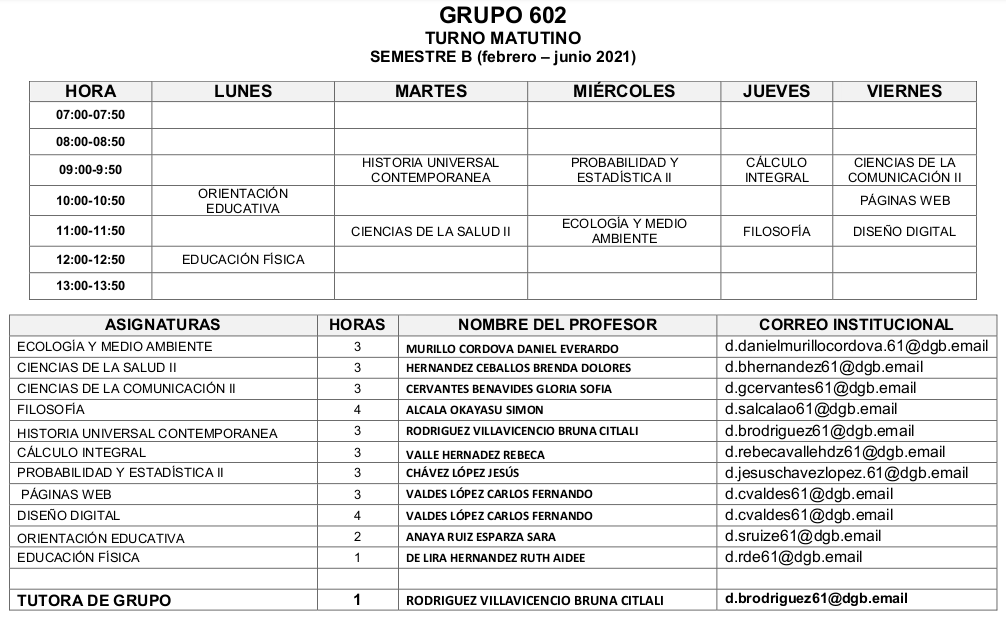 GRUPO 602
TURNO MATUTINO
SEMESTRE B (febrero – junio 2021)
HORA LUNES MARTES MIÉRCOLES JUEVES VIERNES
07:00-07:50
08:00-08:50
09:00-9:50 HISTORIA UNIVERSAL CONTEMPORANEA PROBABILIDAD Y ESTADÍSTICA II CÁLCULO INTEGRAL CIENCIAS DE LA COMUNICACIÓN II
10:00-10:50 ORIENTACIÓN EDUCATIVA PÁGINAS WEB
11:00-11:50 CIENCIAS DE LA SALUD II ECOLOGÍA Y MEDIO AMBIENTE FILOSOFÍA DISEÑO DIGITAL
12:00-12:50 EDUCACIÓN FÍSICA
13:00-13:50
ASIGNATURAS HORAS NOMBRE DEL PROFESOR CORREO INSTITUCIONAL
ECOLOGÍA Y MEDIO AMBIENTE 3 MURILLO CORDOVA DANIEL EVERARDO d.danielmurillocordova.61@dgb.email
CIENCIAS DE LA SALUD II 3 HERNANDEZ CEBALLOS BRENDA DOLORES d.bhernandez61@dgb.email
CIENCIAS DE LA COMUNICACIÓN II 3 CERVANTES BENAVIDES GLORIA SOFIA d.gcervantes61@dgb.email
FILOSOFÍA 4 ALCALA OKAYASU SIMON d.salcalao61@dgb.email
HISTORIA UNIVERSAL CONTEMPORANEA 3 RODRIGUEZ VILLAVICENCIO BRUNA CITLALI d.brodriguez61@dgb.email
CÁLCULO INTEGRAL 3 VALLE HERNADEZ REBECA d.rebecavallehdz61@dgb.email
PROBABILIDAD Y ESTADÍSTICA II 3 CHÁVEZ LÓPEZ JESÚS d.jesuschavezlopez.61@dgb.email
PÁGINAS WEB 3 VALDES LÓPEZ CARLOS FERNANDO d.cvaldes61@dgb.email
DISEÑO DIGITAL 4 VALDES LÓPEZ CARLOS FERNANDO d.cvaldes61@dgb.email
ORIENTACIÓN EDUCATIVA 2 ANAYA RUIZ ESPARZA SARA d.sruize61@dgb.email
EDUCACIÓN FÍSICA 1 DE LIRA HERNANDEZ RUTH AIDEE d.rde61@dgb.email
TUTORA DE GRUPO 1 RODRIGUEZ VILLAVICENCIO BRUNA CITLALI d.brodriguez61@dgb.email